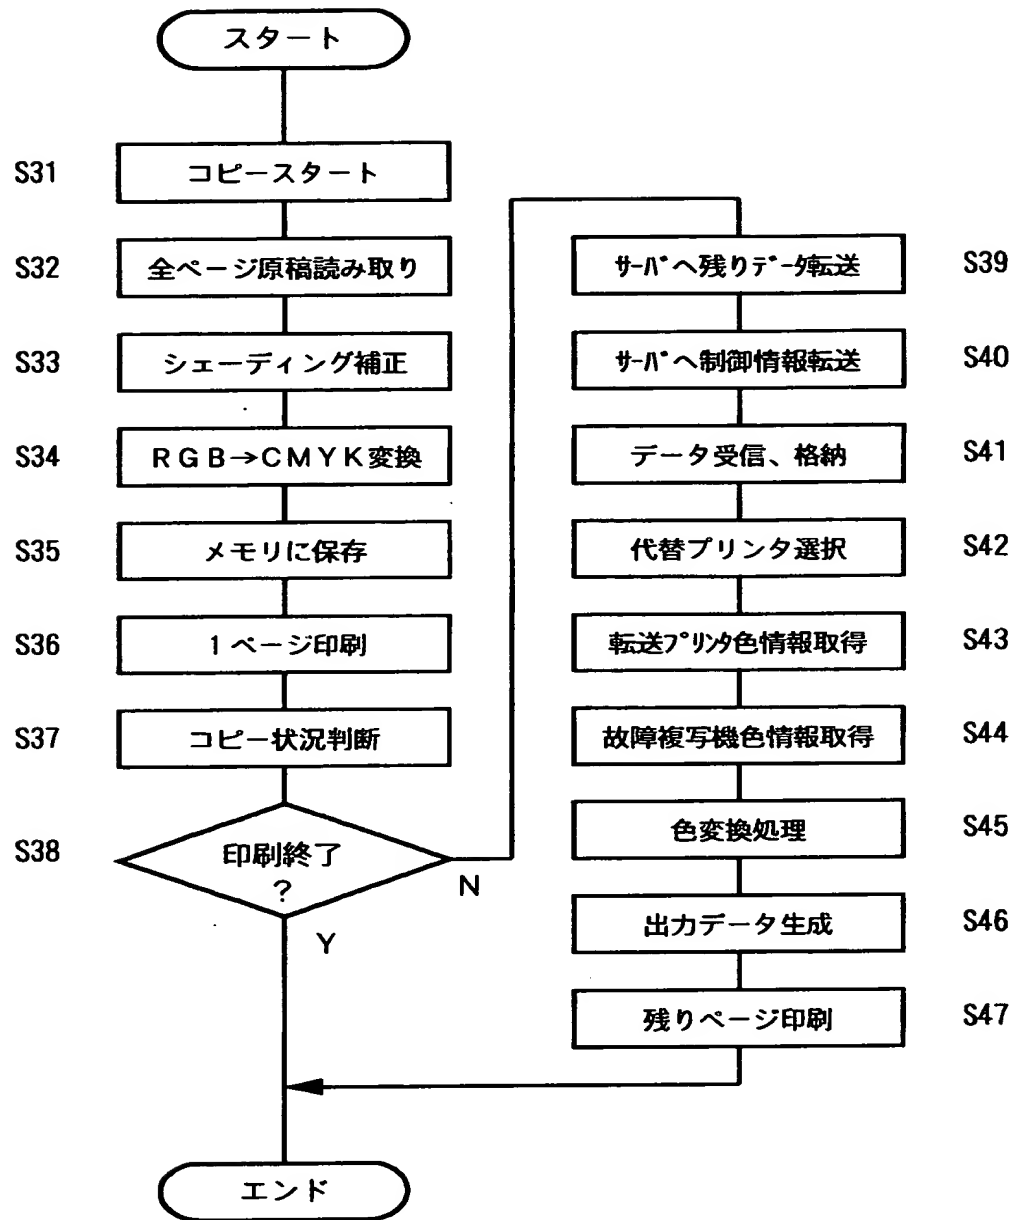 スタート
S31 コピースタート
S32 全ページ原稿読み取り
S33 シェーディング補正
S34 RGB→CMYK変換
S35 メモリに保存
S36 1ページ印刷
S37 コピー状況判断
S38 印刷終了
?
N
Y
ｻｰﾊﾞへ残りﾃﾞｰﾀ転送 S39
ｻｰﾊﾞへ制御情報転送 S40
データ受信、格納 S41
代替プリンタ選択 S42
転送ﾌﾟﾘﾝﾀ色情報取得 S43
故障複写機色情報取得 S44
色変換処理 S45
出力データ生成 S46
残りページ印刷 S47
エンド